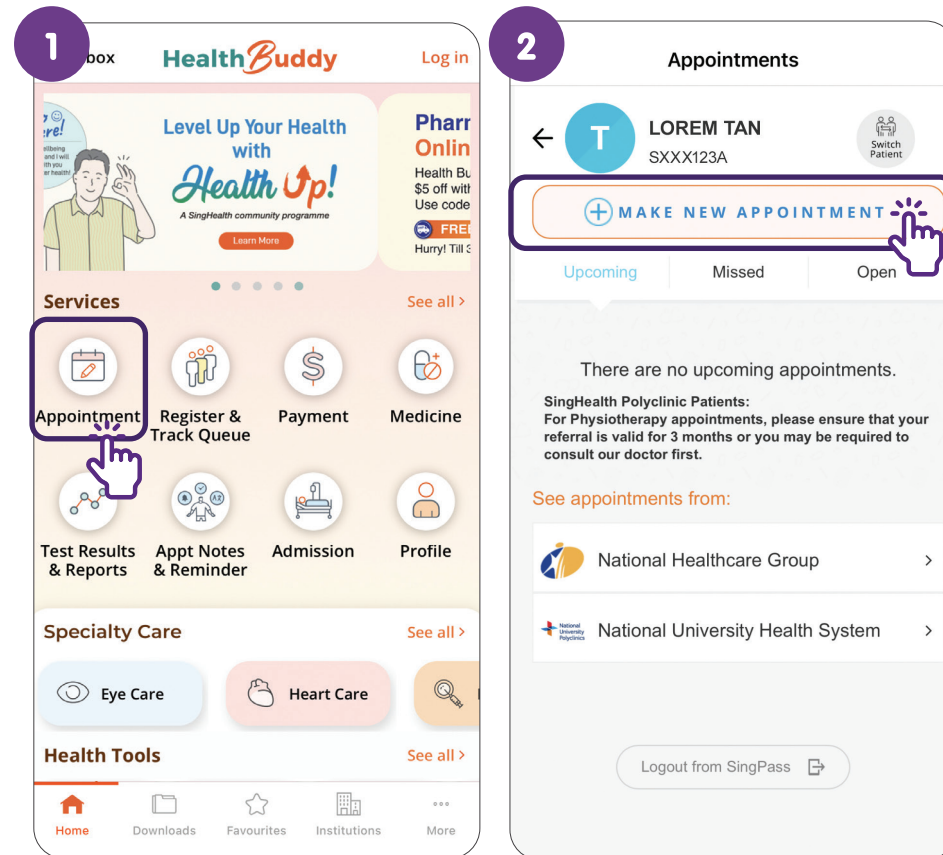 1
box
HealthBuddy
Log in
Level Up Your Health
with
Health Up!
A SingHealth community programme
Learn More
Online
Health
$5 off with
Use code
Hurry! Till
Services
See all >
Appointment
Register &
Track Queue
Payment
Medicine
Test Results
& Reports
Appt Notes
& Reminder
Admission
Profile
Specialty Care
See all >
Eye Care
Heart Care
Health Tools
See all >
Home
Downloads
Favourites
Institutions
More
2
Appointments
T
LOREM TAN
SXXX123A
Switch
Patient
MAKE NEW APPOINTMENT
Upcoming
Missed
Open
There are no upcoming appointments.
SingHealth Polyclinic Patients:
For Physiotherapy appointments, please ensure that your
referral is valid for 3 months or you may be required to
consult our doctor first.
See appointments from:
National Healthcare Group
National
University
Polyclinics
National University Health System
Logout from SingPass